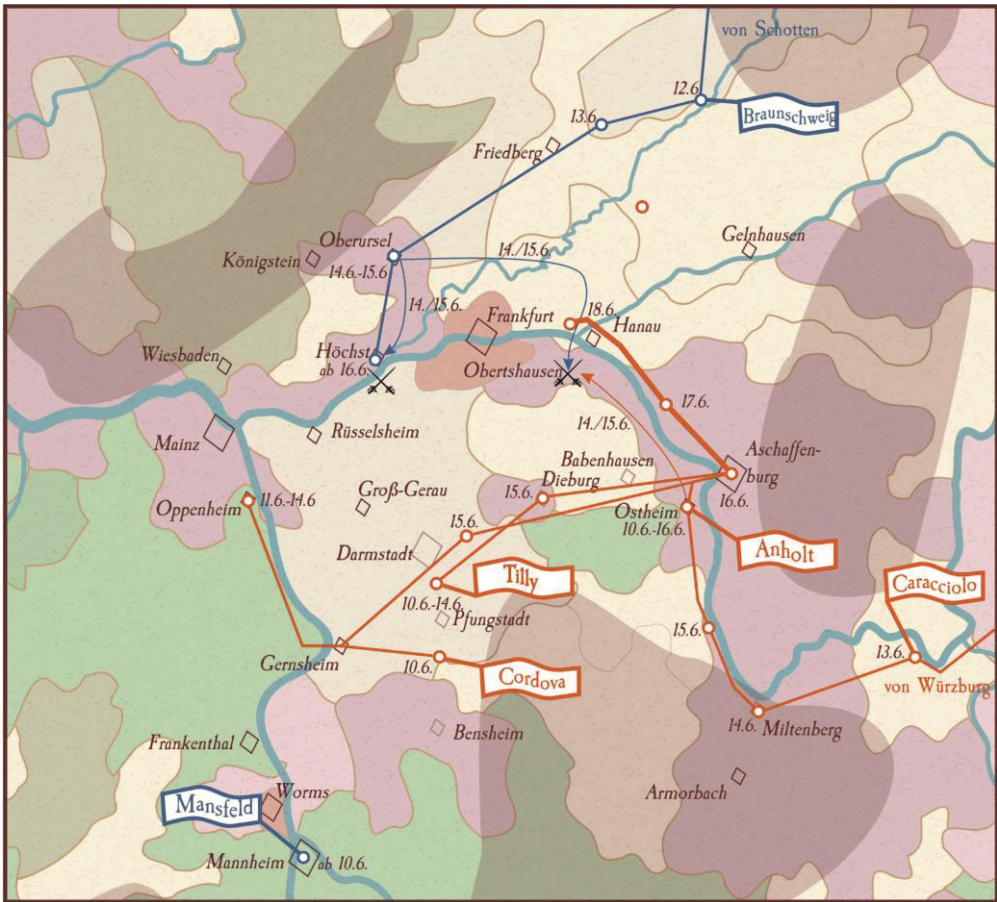 von Schotten
12.6
Braunschweig
13.6
Friedberg
Oberursel
14.6.-15.6
Königstein
14./15.6.
Gelnhausen
14./15.6.
Frankfurt
18.6.
Hanau
Höchst
ab 16.6.
Wiesbaden
Obertshausen
17.6.
14./15.6.
Mainz
Rüsselsheim
Babenhausen
Aschaffen-
burg
16.6.
Dieburg
15.6.
Oppenheim
11.6.-14.6
Groß-Gerau
Ostheim
10.6.-16.6.
15.6.
Darmstadt
Anholt
Tilly
10.6.-14.6.
Caracciolo
Pfungstadt
15.6.
13.6.
Gernsheim
10.6.
Cordova
von Würzburg
14.6.
Miltenberg
Frankenthal
Bensheim
Armorbach
Worms
Mansfeld
Mannheim
ab 10.6.